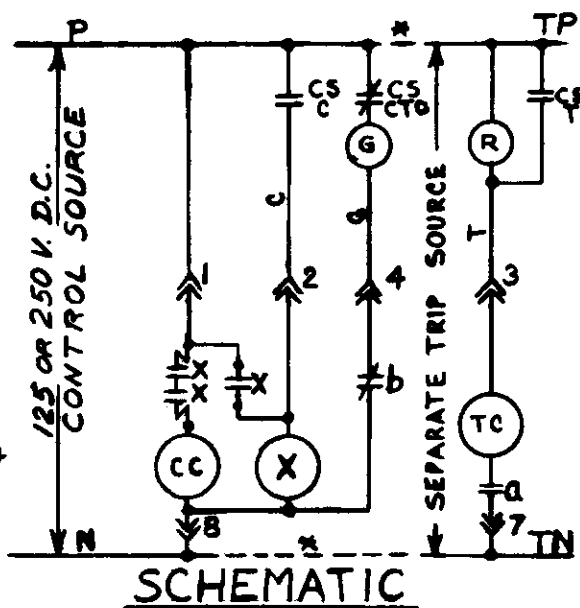 P
*
TP
CS
C
CS
CTO
CS
T
G
R
125 OR 250 V. D.C.
CONTROL SOURCE
C
G
SEPARATE TRIP SOURCE
T
1
2
4
3
X
X
X
b
CC
X
TC
a
8
7
N
*
TN
SCHEMATIC